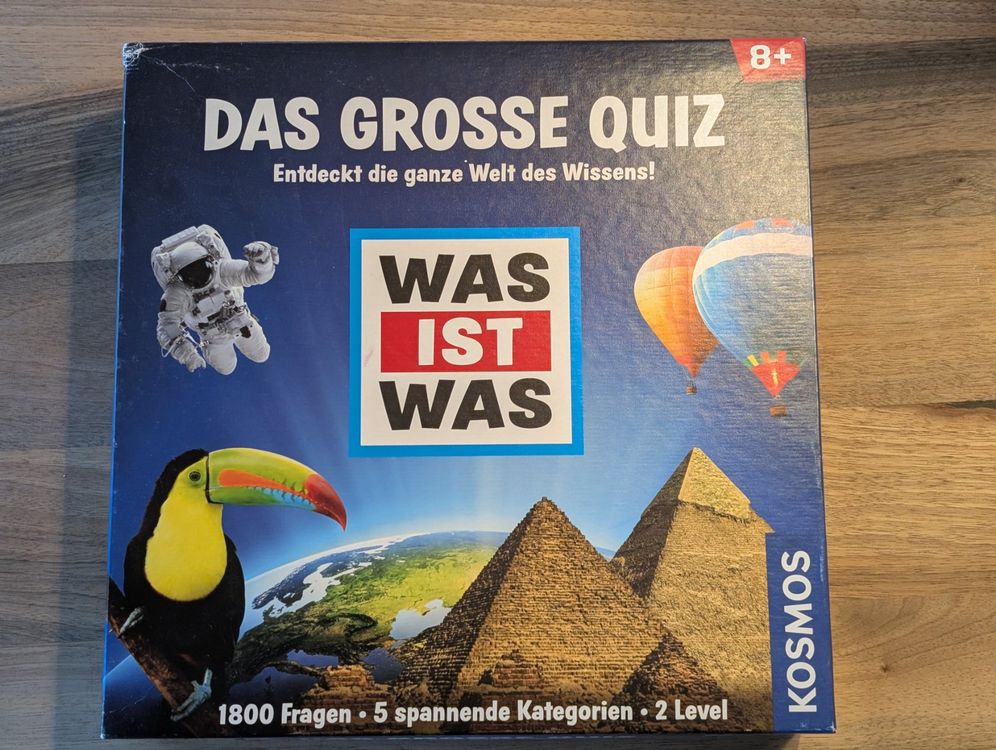 8+
DAS GROSSE QUIZ
Entdeckt die ganze Welt des Wissens!
WAS
IST
WAS
KOSMOS
1800 Fragen • 5 spannende Kategorien • 2 Level